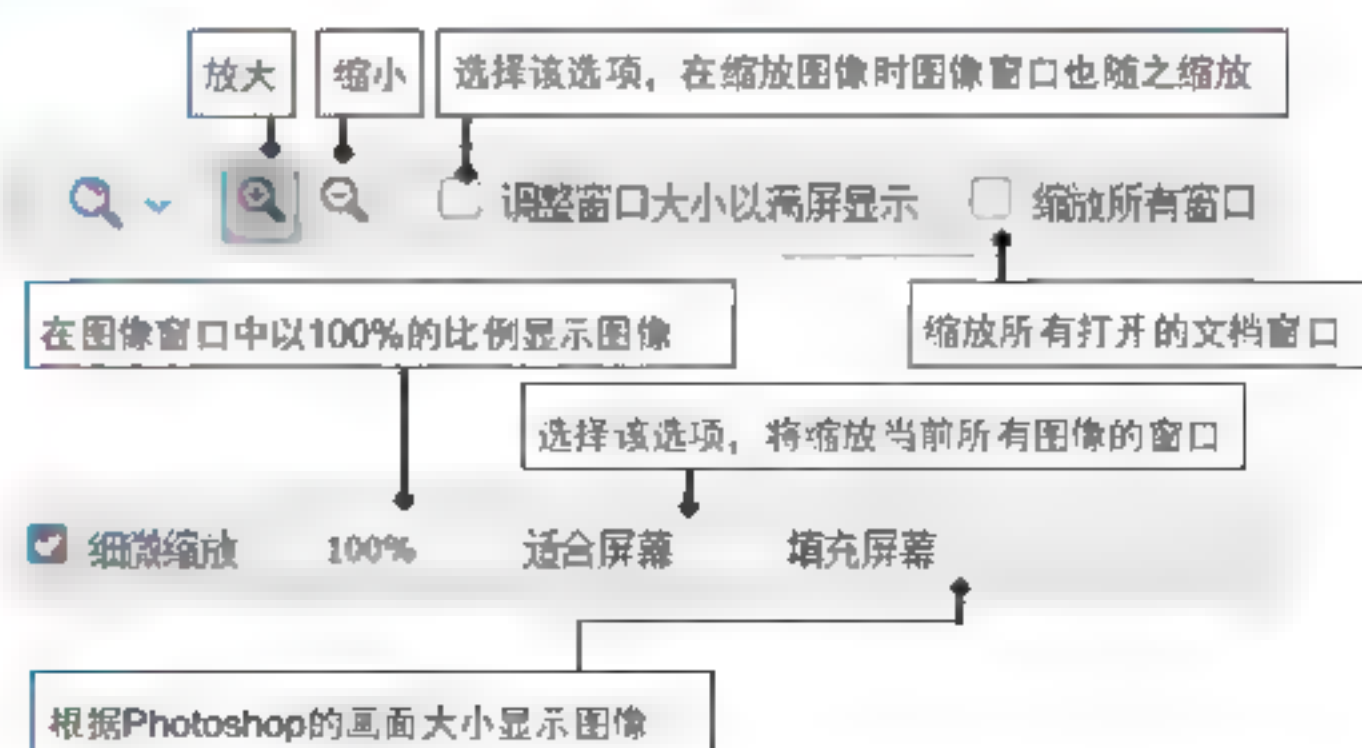 放大 缩小 选择该选项，在缩放图像时图像窗口也随之缩放
调整窗口大小以满屏显示 缩放所有窗口
在图像窗口中以100%的比例显示图像 缩放所有打开的文档窗口
选择该选项，将缩放当前所有图像的窗口
细微缩放 100% 适合屏幕 填充屏幕
根据Photoshop的画面大小显示图像